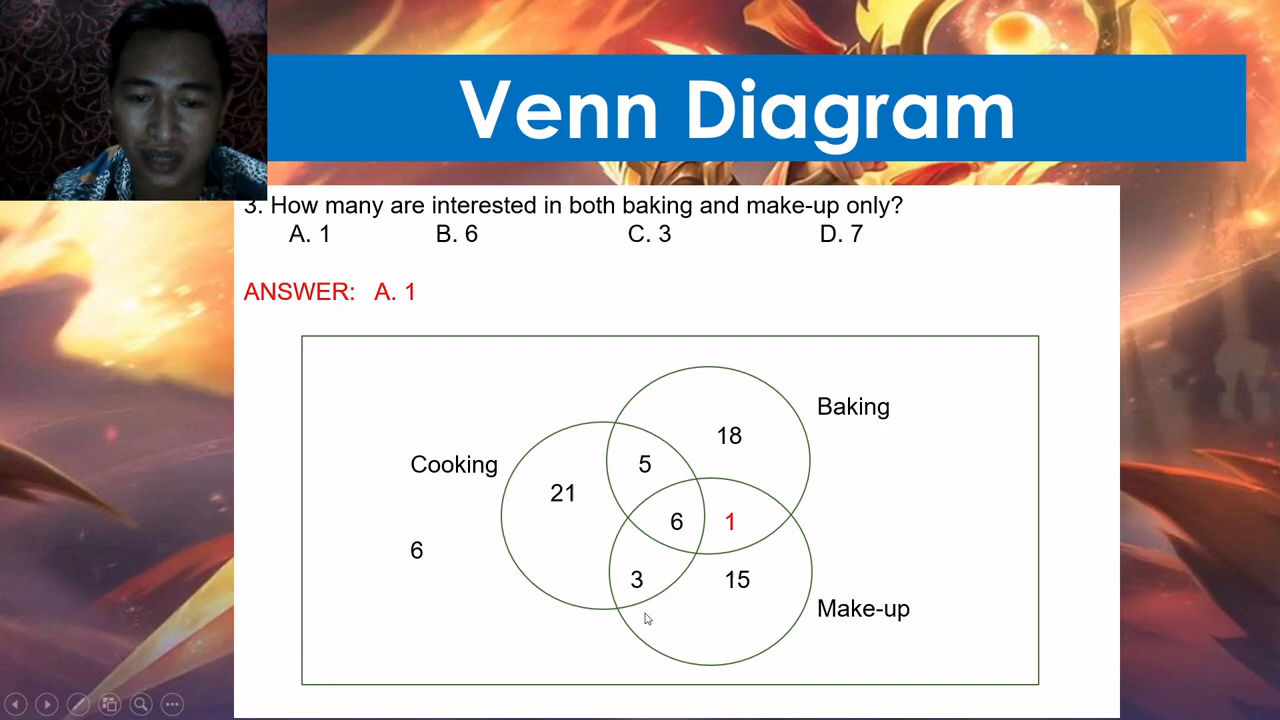 Venn Diagram
3. How many are interested in both baking and make-up only?
A. 1 B. 6 C. 3 D. 7
ANSWER: A. 1
Baking
18
Cooking
5
21
6
1
6
3
15
Make-up